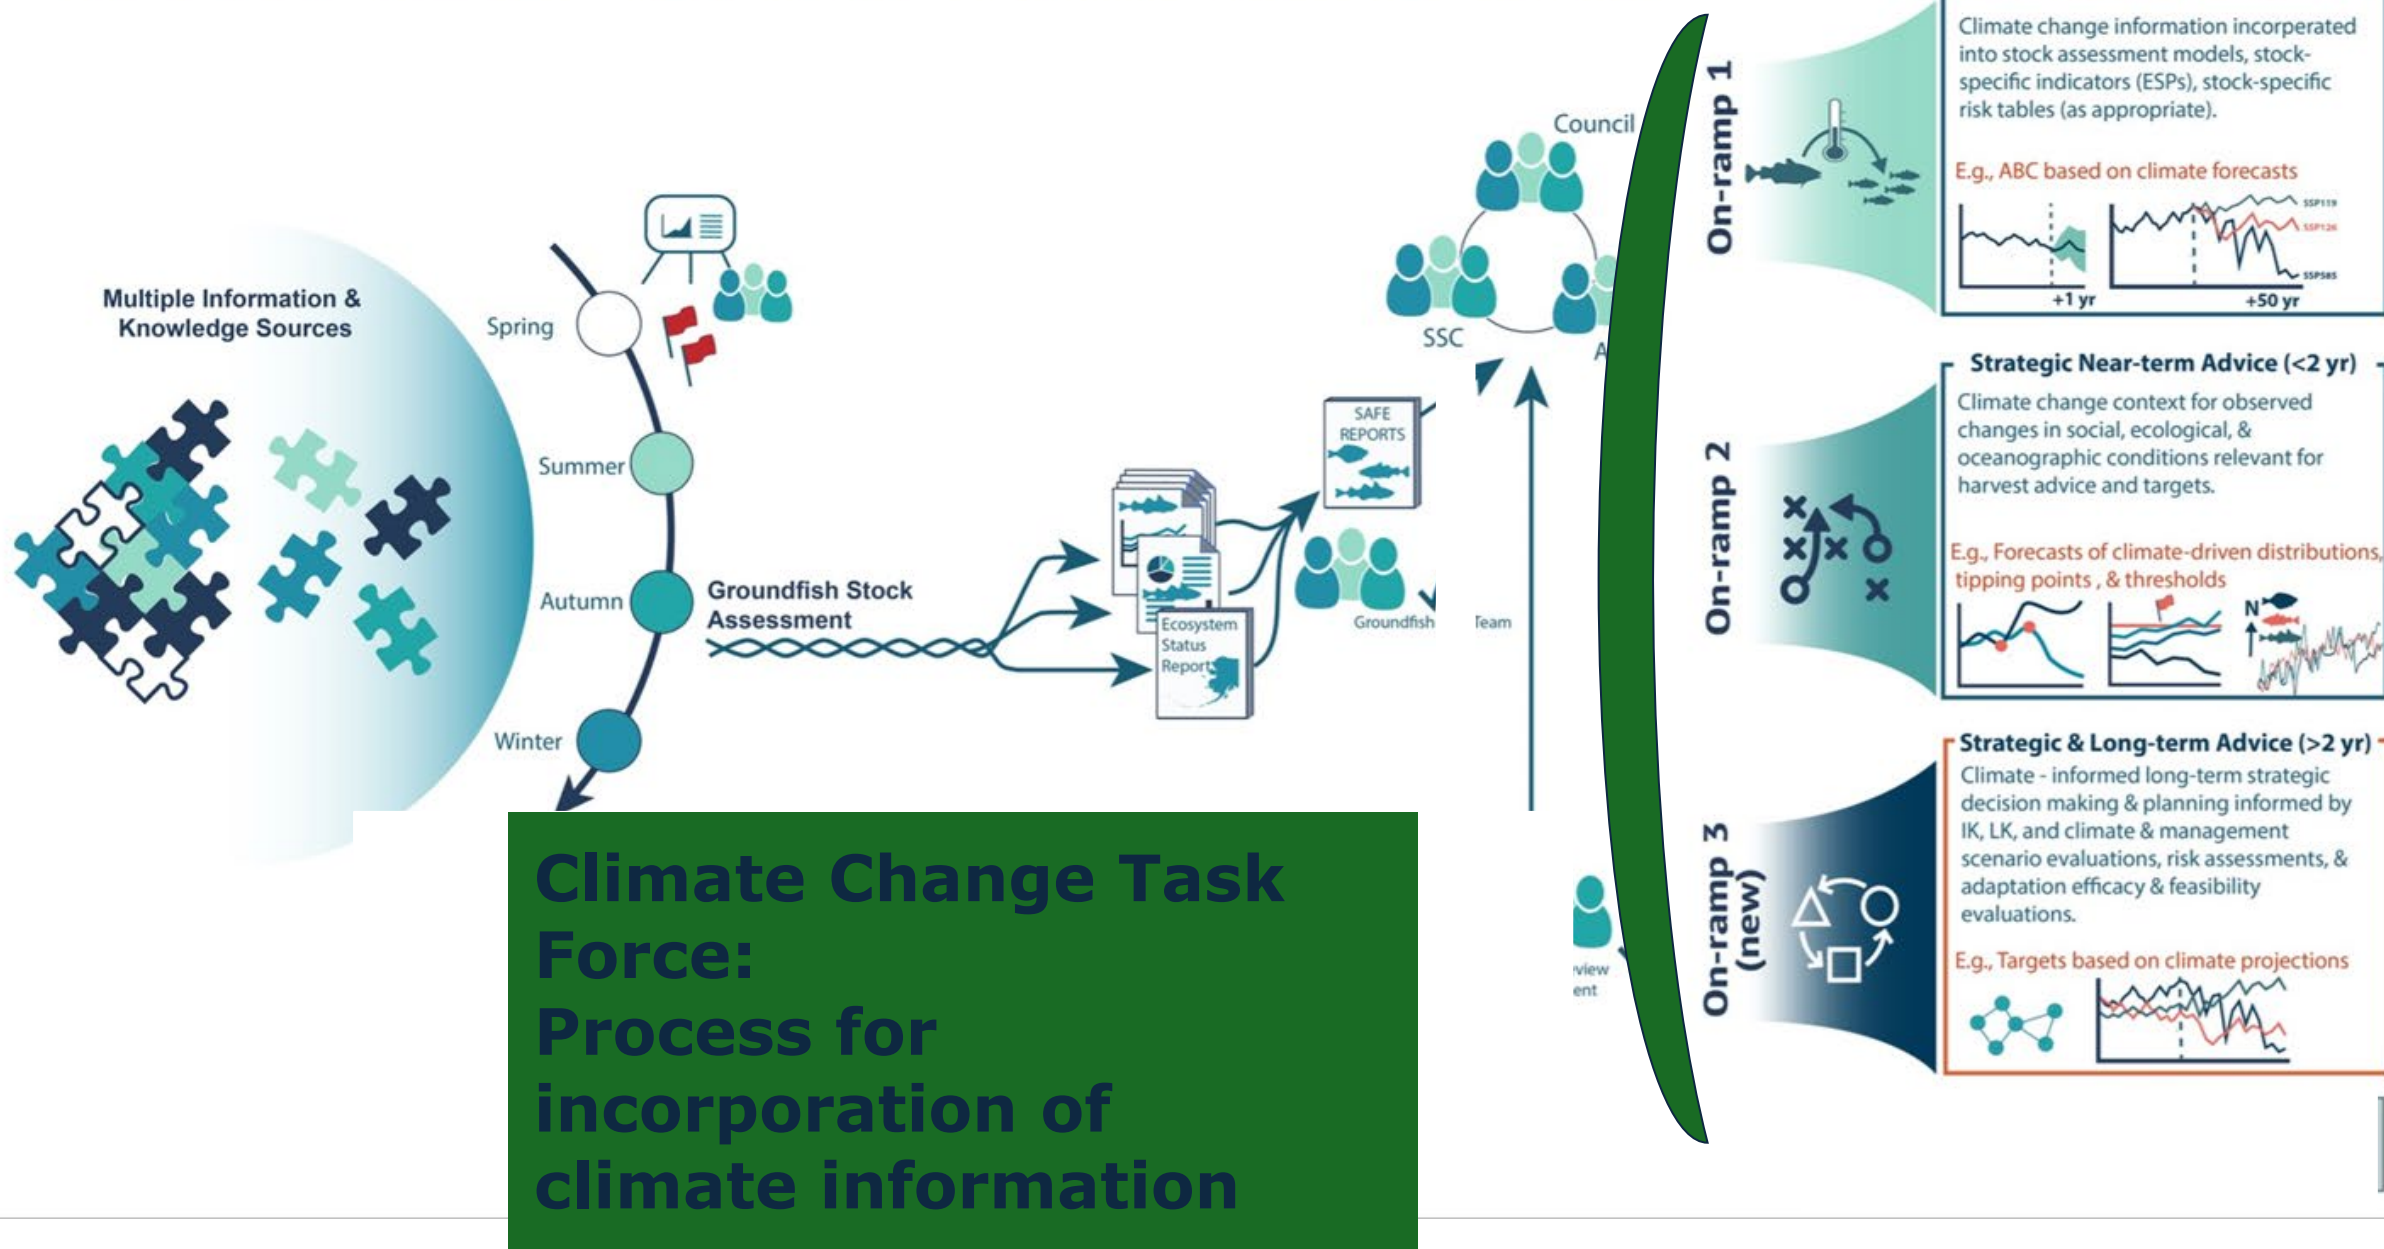 Multiple Information &
Knowledge Sources
Spring
Summer
Autumn
Winter
Groundfish Stock
Assessment
Ecosystem
Status
Report
SAFE
REPORTS
Groundfish
Team
Council
SSC
A
view
ent
Climate Change Task
Force:
Process for
incorporation of
climate information
On-ramp 1
Climate change information incorperated
into stock assessment models, stock-
specific indicators (ESPs), stock-specific
risk tables (as appropriate).
E.g., ABC based on climate forecasts
SSP119
SSP126
SSP585
+1 yr
+50 yr
On-ramp 2
Strategic Near-term Advice (<2 yr)
Climate change context for observed
changes in social, ecological, &
oceanographic conditions relevant for
harvest advice and targets.
E.g., Forecasts of climate-driven distributions,
tipping points , & thresholds
N
On-ramp 3
(new)
Strategic & Long-term Advice (>2 yr)
Climate - informed long-term strategic
decision making & planning informed by
IK, LK, and climate & management
scenario evaluations, risk assessments, &
adaptation efficacy & feasibility
evaluations.
E.g., Targets based on climate projections